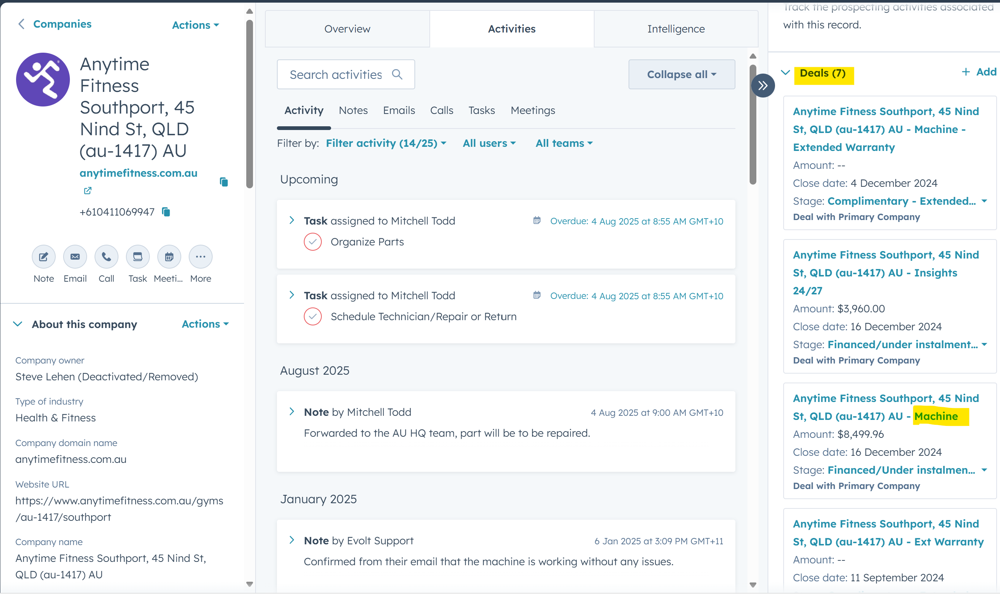 Companies
Actions
Anytime
Fitness
Southport, 45
Nind St, QLD
(au-1417) AU
anytimefitness.com.au
+610411069947
Note
Email
Call
Task
Meeti...
More
About this company
Actions
Company owner
Steve Lehen (Deactivated/Removed)
Type of industry
Health & Fitness
Company domain name
anytimefitness.com.au
Website URL
https://www.anytimefitness.com.au/gyms
/au-1417/southport
Company name
Anytime Fitness Southport, 45 Nind St,
QLD (au-1417) AU
Overview
Activities
Intelligence
Search activities
Collapse all
Activity
Notes
Emails
Calls
Tasks
Meetings
Filter by: Filter activity (14/25) All users All teams
Upcoming
Task assigned to Mitchell Todd
Overdue: 4 Aug 2025 at 8:55 AM GMT+10
Organize Parts
Task assigned to Mitchell Todd
Overdue: 4 Aug 2025 at 8:55 AM GMT+10
Schedule Technician/Repair or Return
August 2025
Note by Mitchell Todd
4 Aug 2025 at 9:00 AM GMT+10
Forwarded to the AU HQ team, part will be to be repaired.
January 2025
Note by Evolt Support
6 Jan 2025 at 3:09 PM GMT+11
Confirmed from their email that the machine is working without any issues.
Track the prospecting activities associated
with this record.
Deals (7)
+ Add
Anytime Fitness Southport, 45 Nind
St, QLD (au-1417) AU - Machine -
Extended Warranty
Amount: --
Close date: 4 December 2024
Stage: Complimentary - Extended...
Deal with Primary Company
Anytime Fitness Southport, 45 Nind
St, QLD (au-1417) AU - Insights
24/27
Amount: $3,960.00
Close date: 16 December 2024
Stage: Financed/under instalment...
Deal with Primary Company
Anytime Fitness Southport, 45 Nind
St, QLD (au-1417) AU - Machine
Amount: $8,499.96
Close date: 16 December 2024
Stage: Financed/Under instalmen...
Deal with Primary Company
Anytime Fitness Southport, 45 Nind
St, QLD (au-1417) AU - Ext Warranty
Amount: --
Close date: 11 September 2024